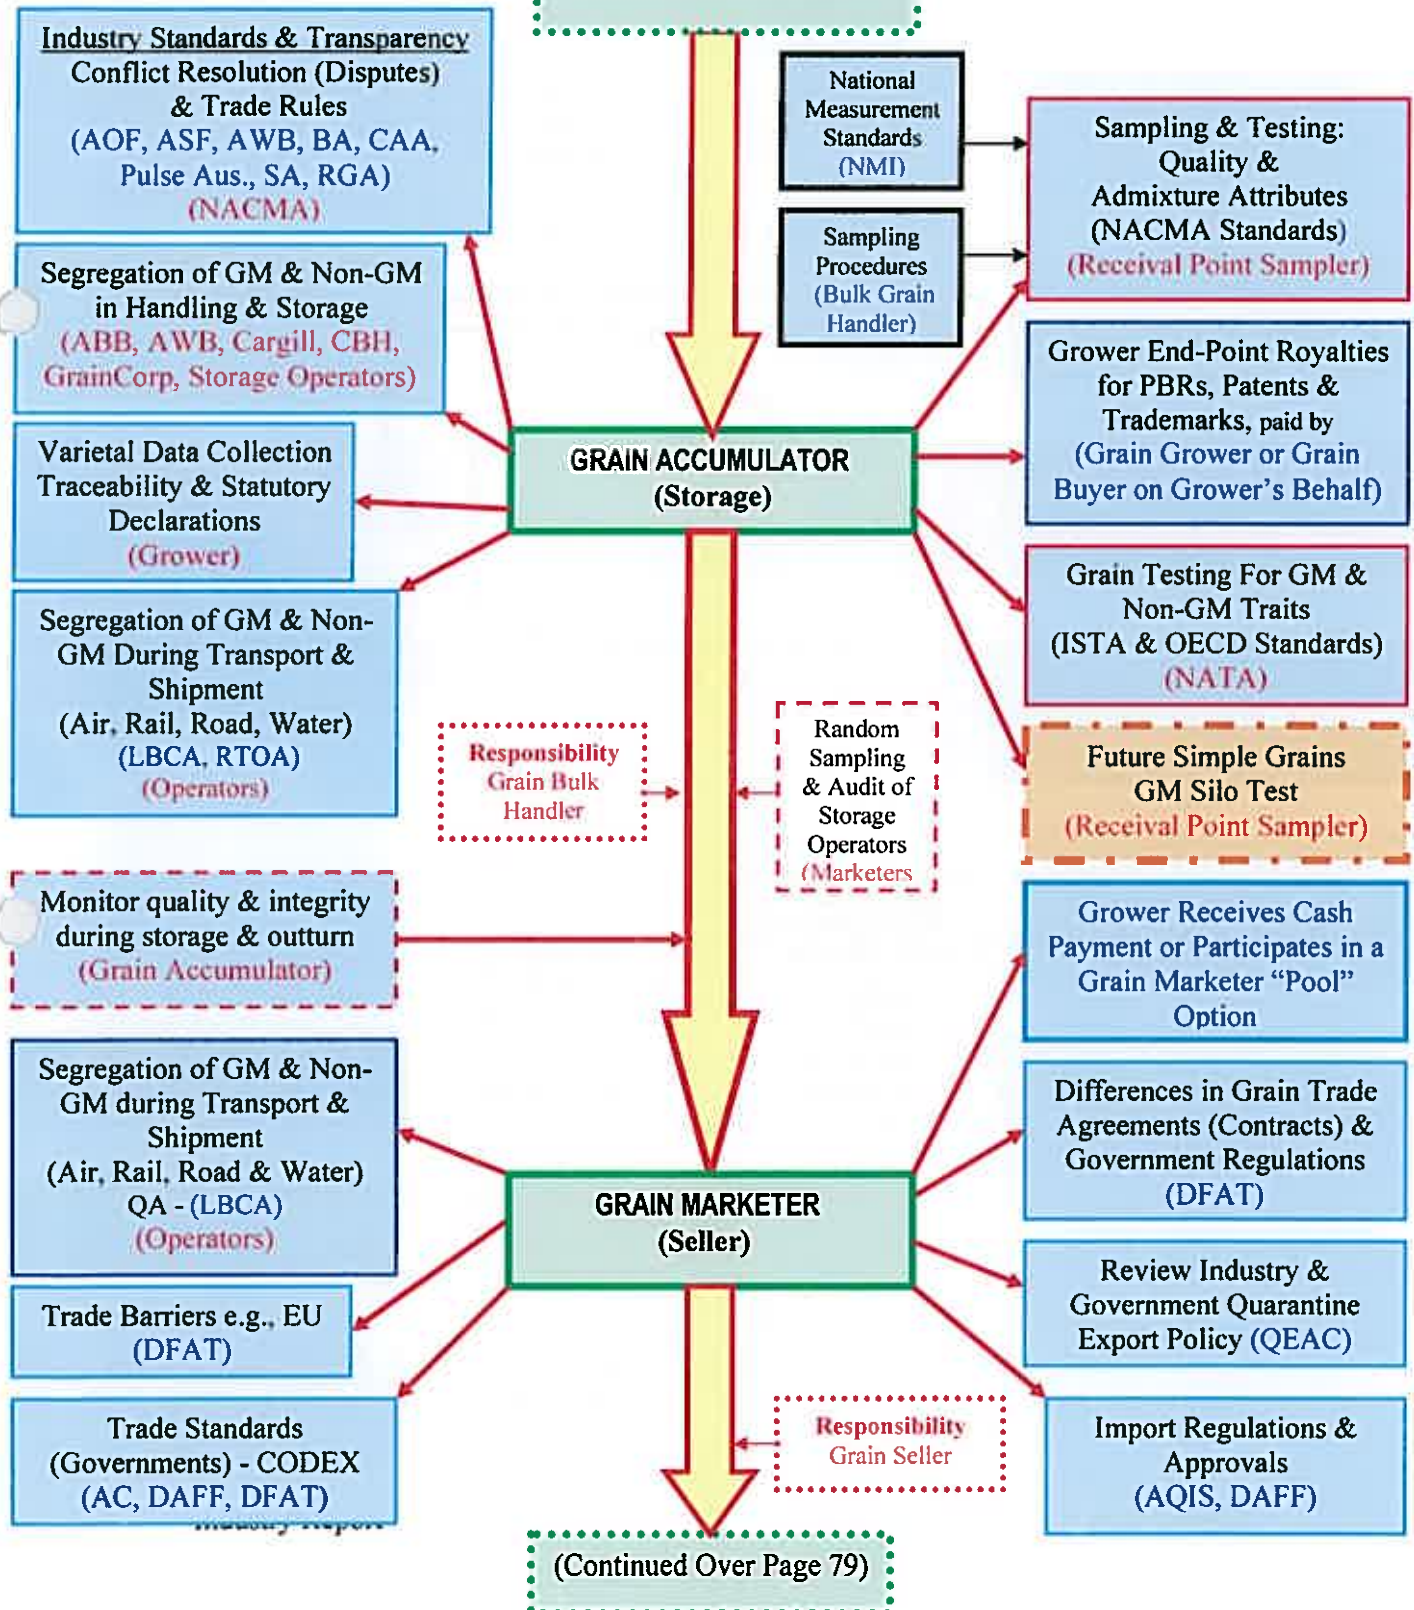 Industry Standards & Transparency
Conflict Resolution (Disputes)
& Trade Rules
(AOF, ASF, AWB, BA, CAA,
Pulse Aus., SA, RGA)
(NACMA)
National
Measurement
Standards
(NMI)
Sampling
Procedures
(Bulk Grain
Handler)
Sampling & Testing:
Quality &
Admixture Attributes
(NACMA Standards)
(Receival Point Sampler)
Segregation of GM & Non-GM
in Handling & Storage
(ABB, AWB, Cargill, CBH,
GrainCorp, Storage Operators)
Grower End-Point Royalties
for PBRs, Patents &
Trademarks, paid by
(Grain Grower or Grain
Buyer on Grower's Behalf)
Varietal Data Collection
Traceability & Statutory
Declarations
(Grower)
GRAIN ACCUMULATOR
(Storage)
Grain Testing For GM &
Non-GM Traits
(ISTA & OECD Standards)
(NATA)
Segregation of GM & Non-
GM During Transport &
Shipment
(Air, Rail, Road, Water)
(LBCA, RTOA)
(Operators)
Responsibility
Grain Bulk
Handler
Random
Sampling
& Audit of
Storage
Operators
(Marketers
Future Simple Grains
GM Silo Test
(Receival Point Sampler)
Monitor quality & integrity
during storage & outturn
(Grain Accumulator)
Grower Receives Cash
Payment or Participates in a
Grain Marketer "Pool"
Option
Segregation of GM & Non-
GM during Transport &
Shipment
(Air, Rail, Road & Water)
QA - (LBCA)
(Operators)
Differences in Grain Trade
Agreements (Contracts) &
Government Regulations
(DFAT)
GRAIN MARKETER
(Seller)
Review Industry &
Government Quarantine
Export Policy (QEAC)
Trade Barriers e.g., EU
(DFAT)
Trade Standards
(Governments) - CODEX
(AC, DAFF, DFAT)
Industry Report
Responsibility
Grain Seller
Import Regulations &
Approvals
(AQIS, DAFF)
(Continued Over Page 79)